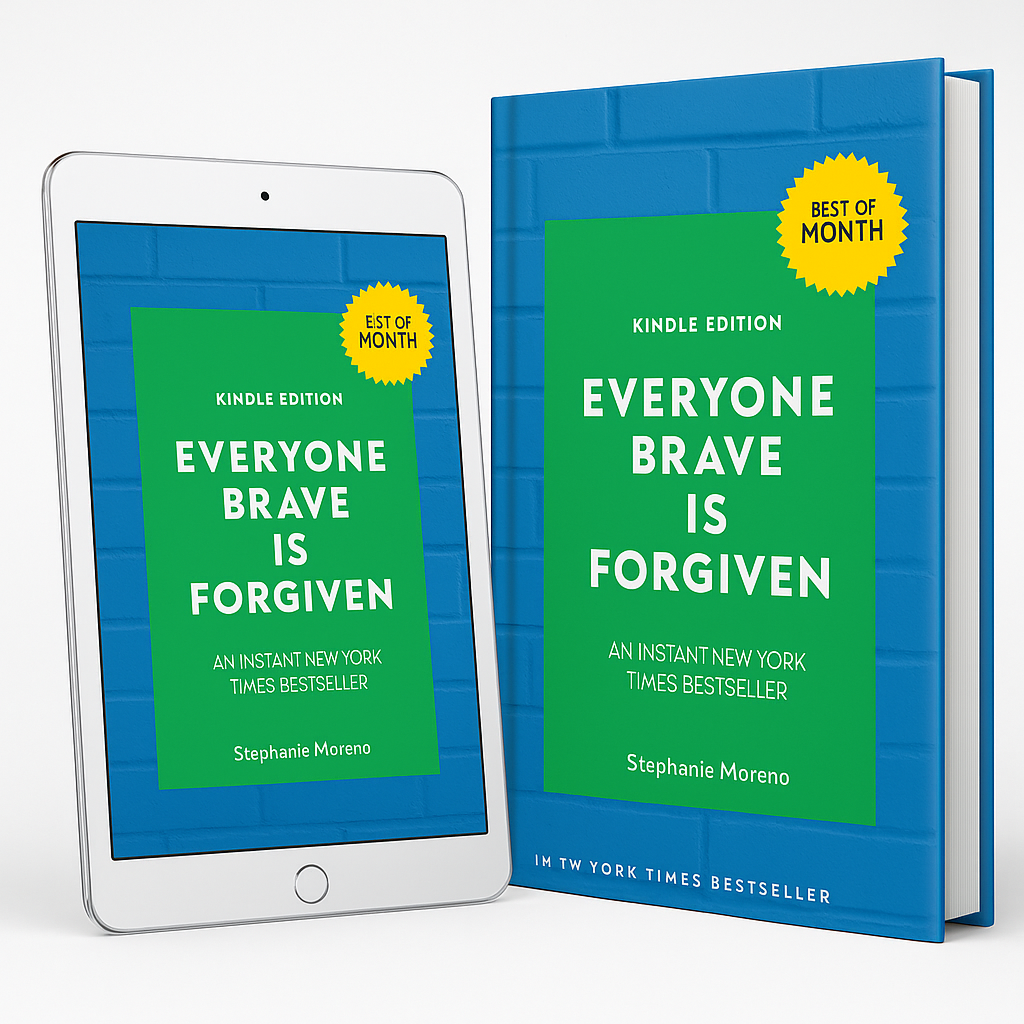 EIST OF
MONTH
KINDLE EDITION
EVERYONE
BRAVE
IS
FORGIVEN
AN INSTANT NEW YORK
TIMES BESTSELLER
Stephanie Moreno
BEST OF
MONTH
KINDLE EDITION
EVERYONE
BRAVE
IS
FORGIVEN
AN INSTANT NEW YORK
TIMES BESTSELLER
Stephanie Moreno
IM TW YORK TIMES BESTSELLER